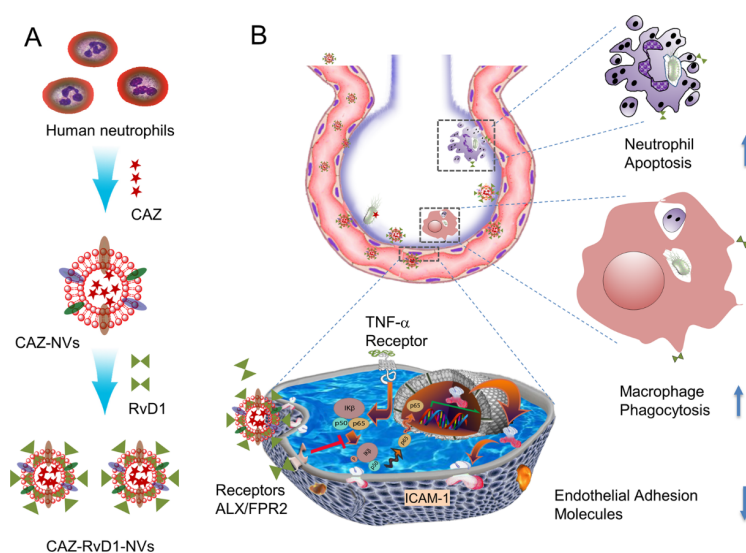 A
Human neutrophils
CAZ
CAZ-NVs
RvD1
CAZ-RvD1-NVs
B
Neutrophil
Apoptosis
TNF-α
Receptor
Macrophage
Phagocytosis
IKβ
p50
p65
p65
Receptors
ALX/FPR2
ICAM-1
Endothelial Adhesion
Molecules